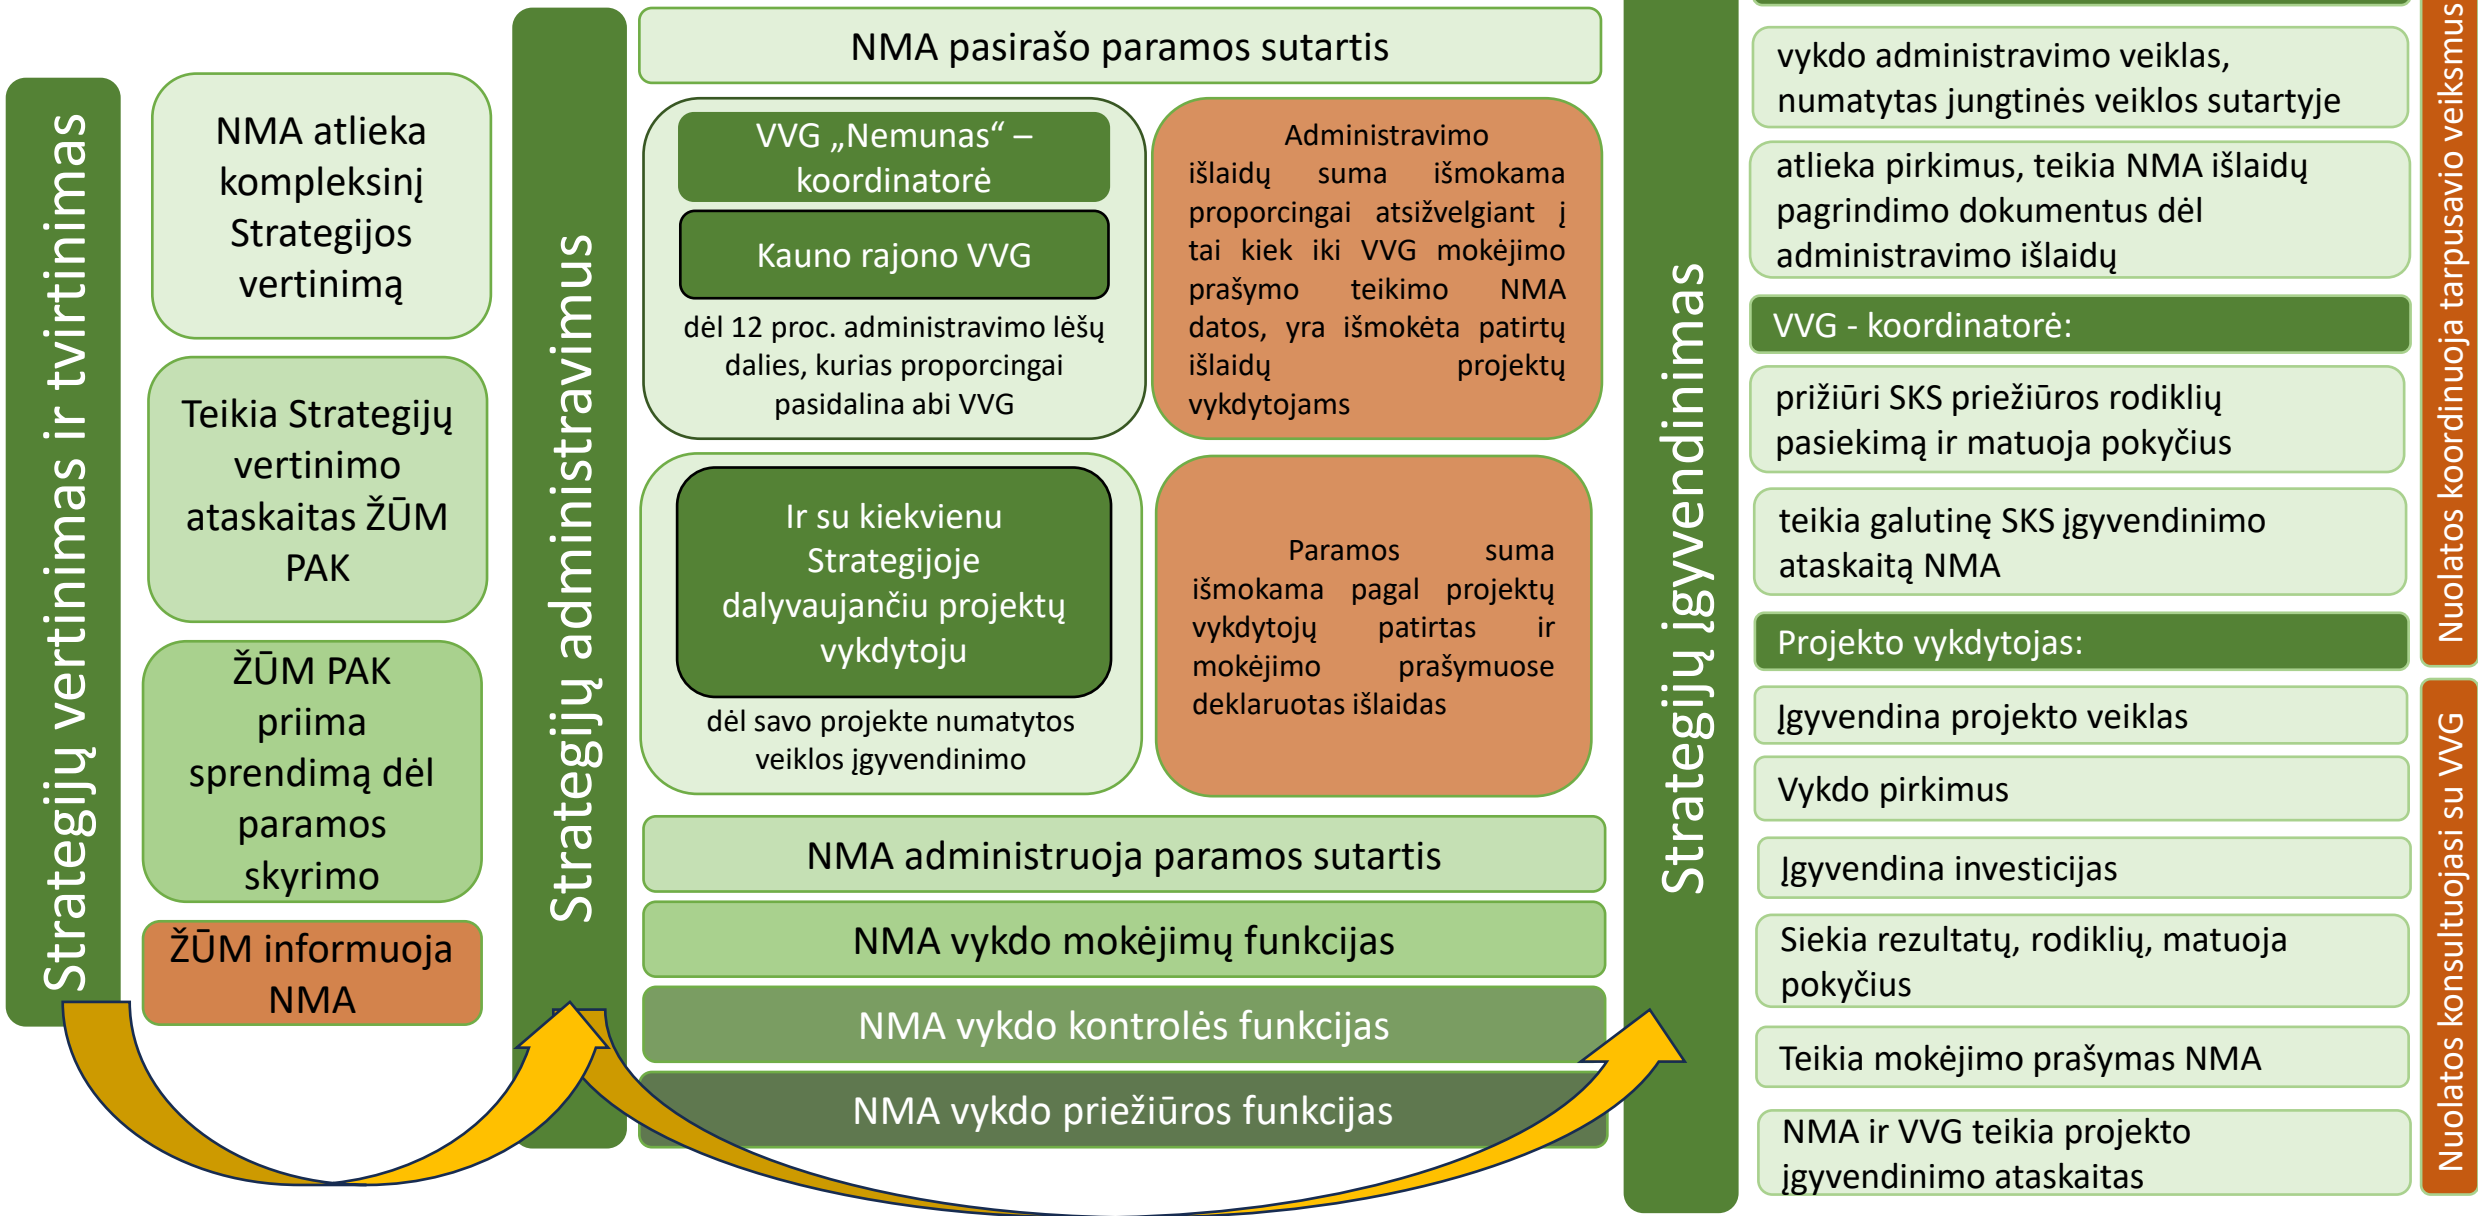 Strategijų vertinimas ir tvirtinimas
NMA atlieka
kompleksinį
Strategijos
vertinimą
Teikia Strategijų
vertinimo
ataskaitas ŽŪM
PAK
ŽŪM PAK
priima
sprendimą dėl
paramos
skyrimo
ŽŪM informuoja
NMA
Strategijų administravimus
NMA pasirašo paramos sutartis
VVG „Nemunas“ –
koordinatorė
Kauno rajono VVG
dėl 12 proc. administravimo lėšų
dalies, kurias proporcingai
pasidalina abi VVG
Administravimo
išlaidų suma išmokama
proporcingai atsižvelgiant į
tai kiek iki VVG mokėjimo
prašymo teikimo NMA
datos, yra išmokėta patirtų
išlaidų projektų
vykdytojams
Ir su kiekvienu
Strategijoje
dalyvaujančiu projektų
vykdytoju
dėl savo projekte numatytos
veiklos įgyvendinimo
Paramos suma
išmokama pagal projektų
vykdytojų patirtas ir
mokėjimo prašymuose
deklaruotas išlaidas
NMA administruoja paramos sutartis
NMA vykdo mokėjimų funkcijas
NMA vykdo kontrolės funkcijas
NMA vykdo priežiūros funkcijas
Strategijų įgyvendinimas
vykdo administravimo veiklas,
numatytas jungtinės veiklos sutartyje
atlieka pirkimus, teikia NMA išlaidų
pagrindimo dokumentus dėl
administravimo išlaidų
VVG - koordinatorė:
prižiūri SKS priežiūros rodiklių
pasiekimą ir matuoja pokyčius
teikia galutinę SKS įgyvendinimo
ataskaitą NMA
Projekto vykdytojas:
Įgyvendina projekto veiklas
Vykdo pirkimus
Įgyvendina investicijas
Siekia rezultatų, rodiklių, matuoja
pokyčius
Teikia mokėjimo prašymas NMA
NMA ir VVG teikia projekto
įgyvendinimo ataskaitas
Nuolatos koordinuoja tarpusavio veiksmus
Nuolatos konsultuojasi su VVG